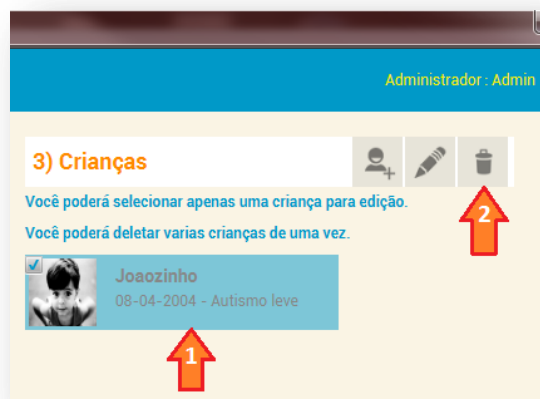 Administrador : Admin
3) Crianças
2
Você poderá selecionar apenas uma criança para edição.
Você poderá deletar varias crianças de uma vez.
Joaozinho
08-04-2004 - Autismo leve
1